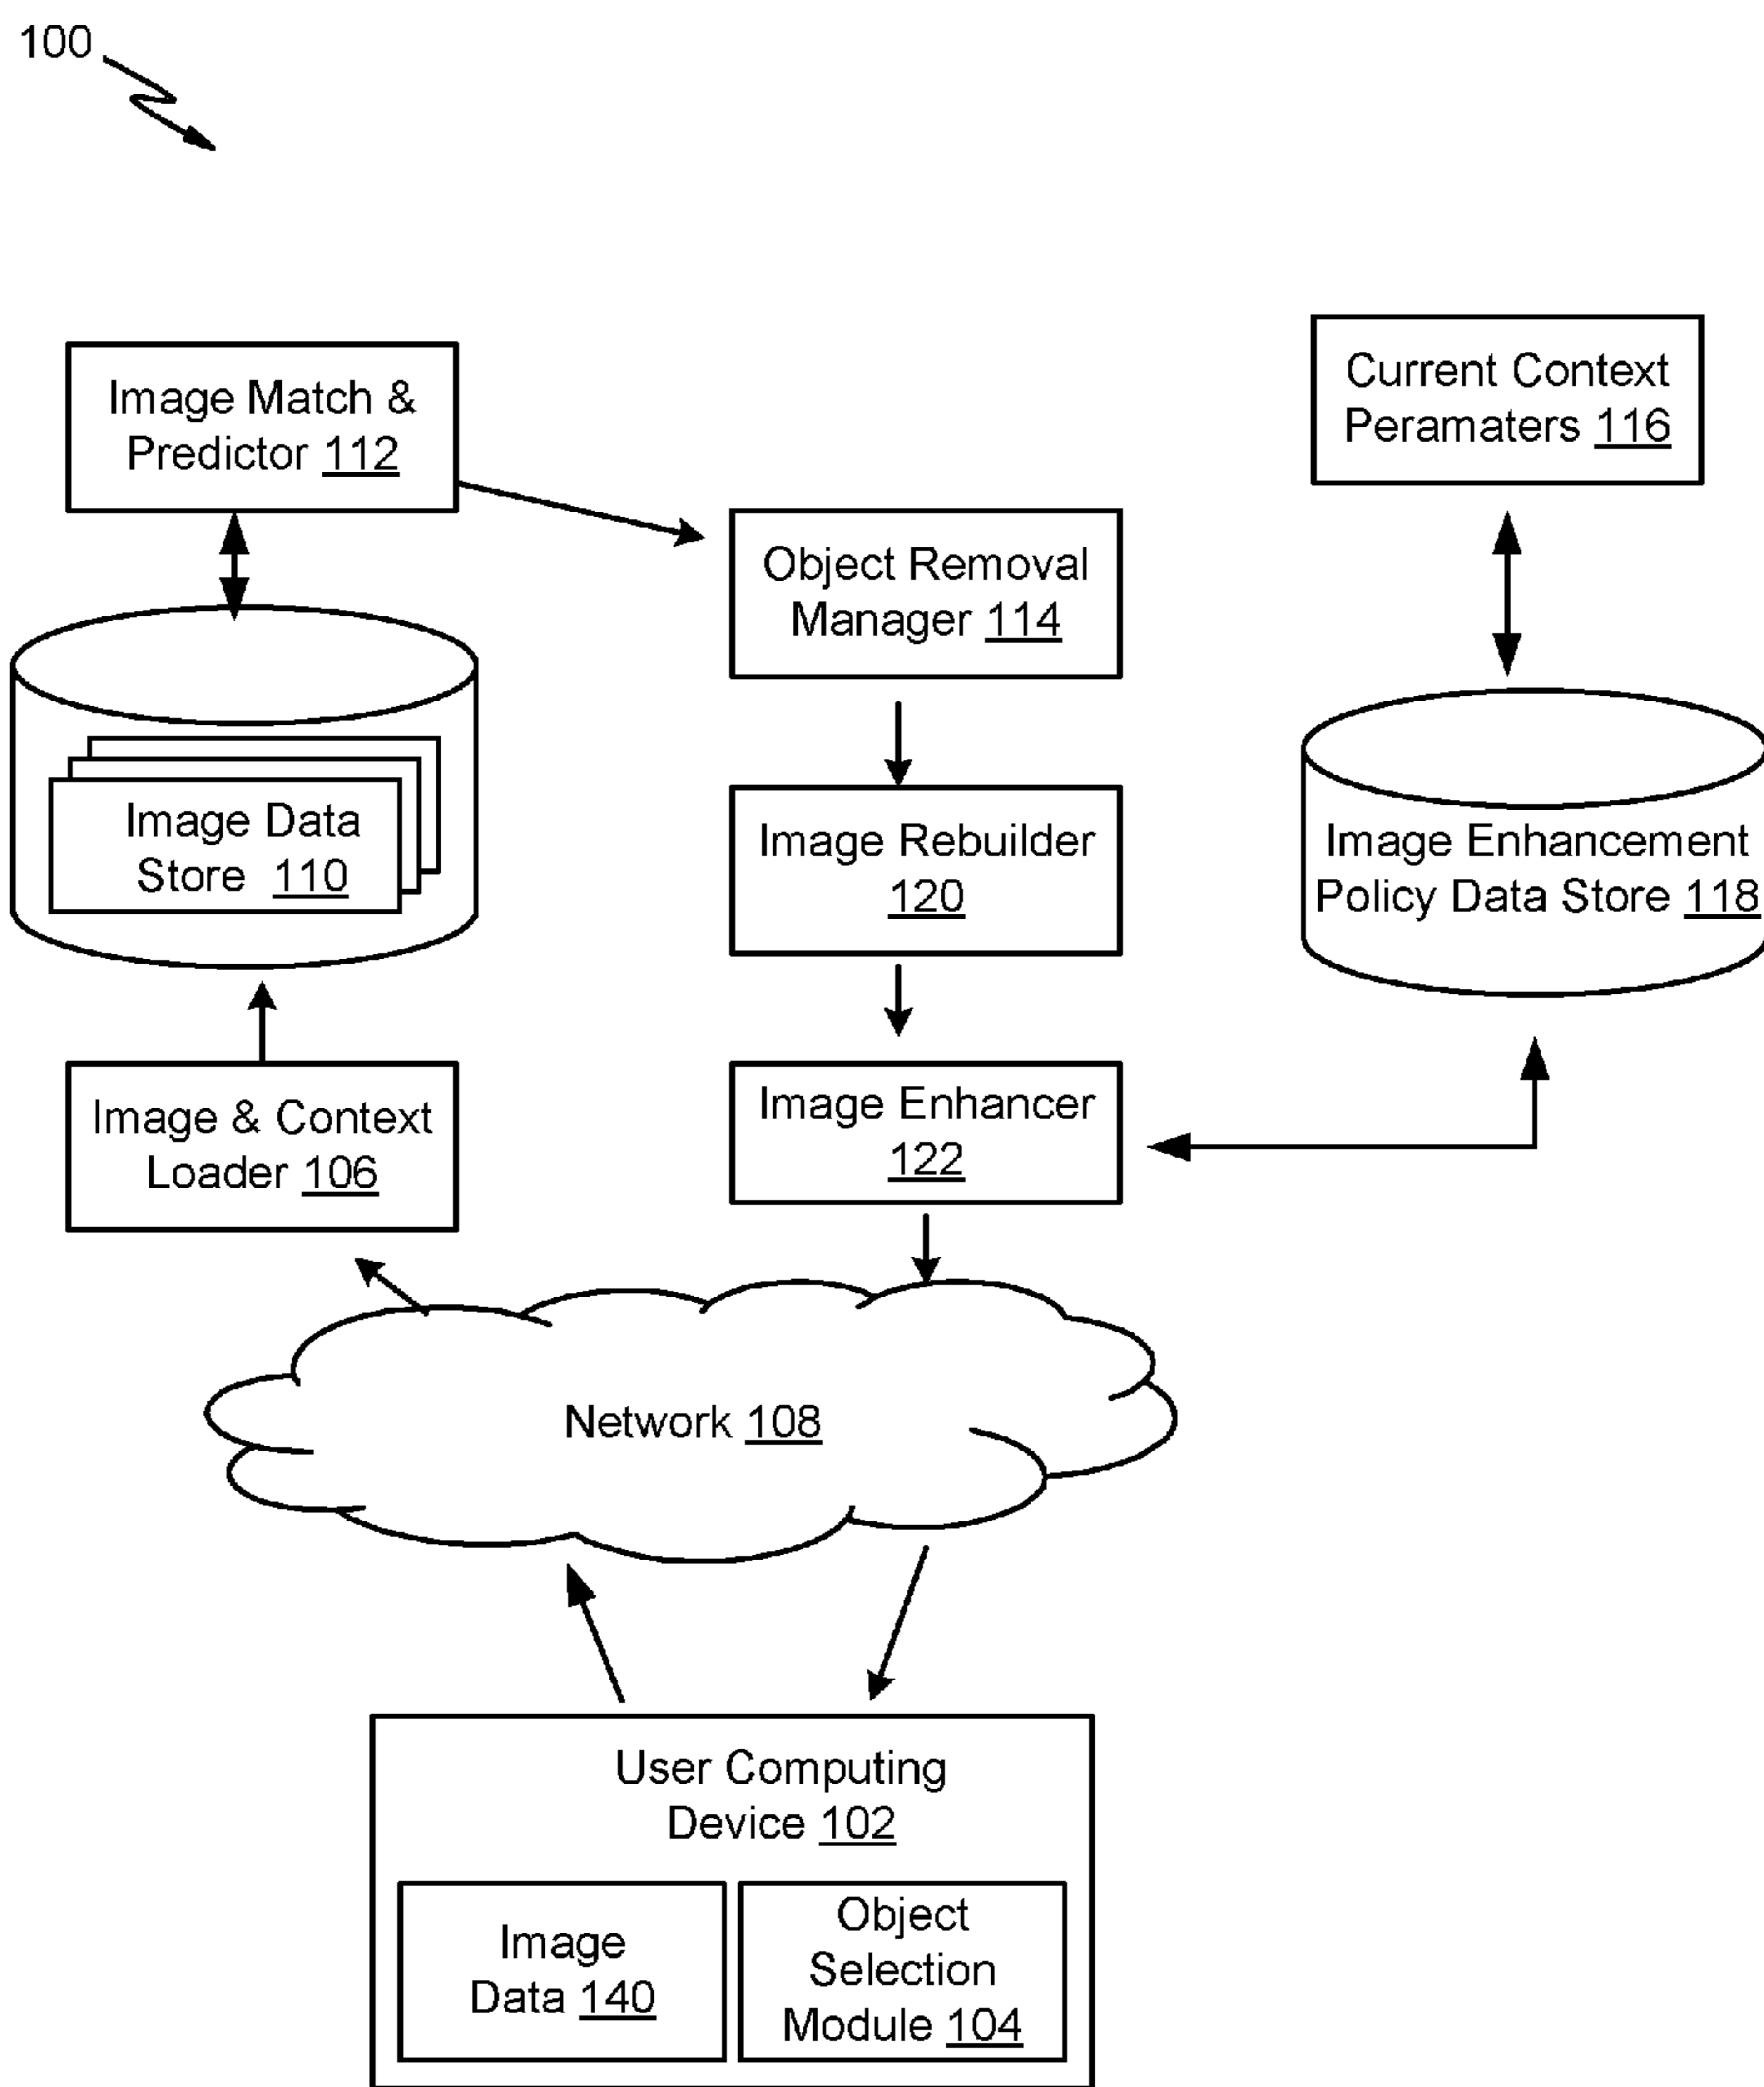 100
Image Match &
Predictor 112
Current Context
Peramaters 116
Object Removal
Manager 114
Image Data
Store 110
Image Rebuilder
120
Image Enhancement
Policy Data Store 118
Image & Context
Loader 106
Image Enhancer
122
Network 108
User Computing
Device 102
Image
Data 140
Object
Selection
Module 104